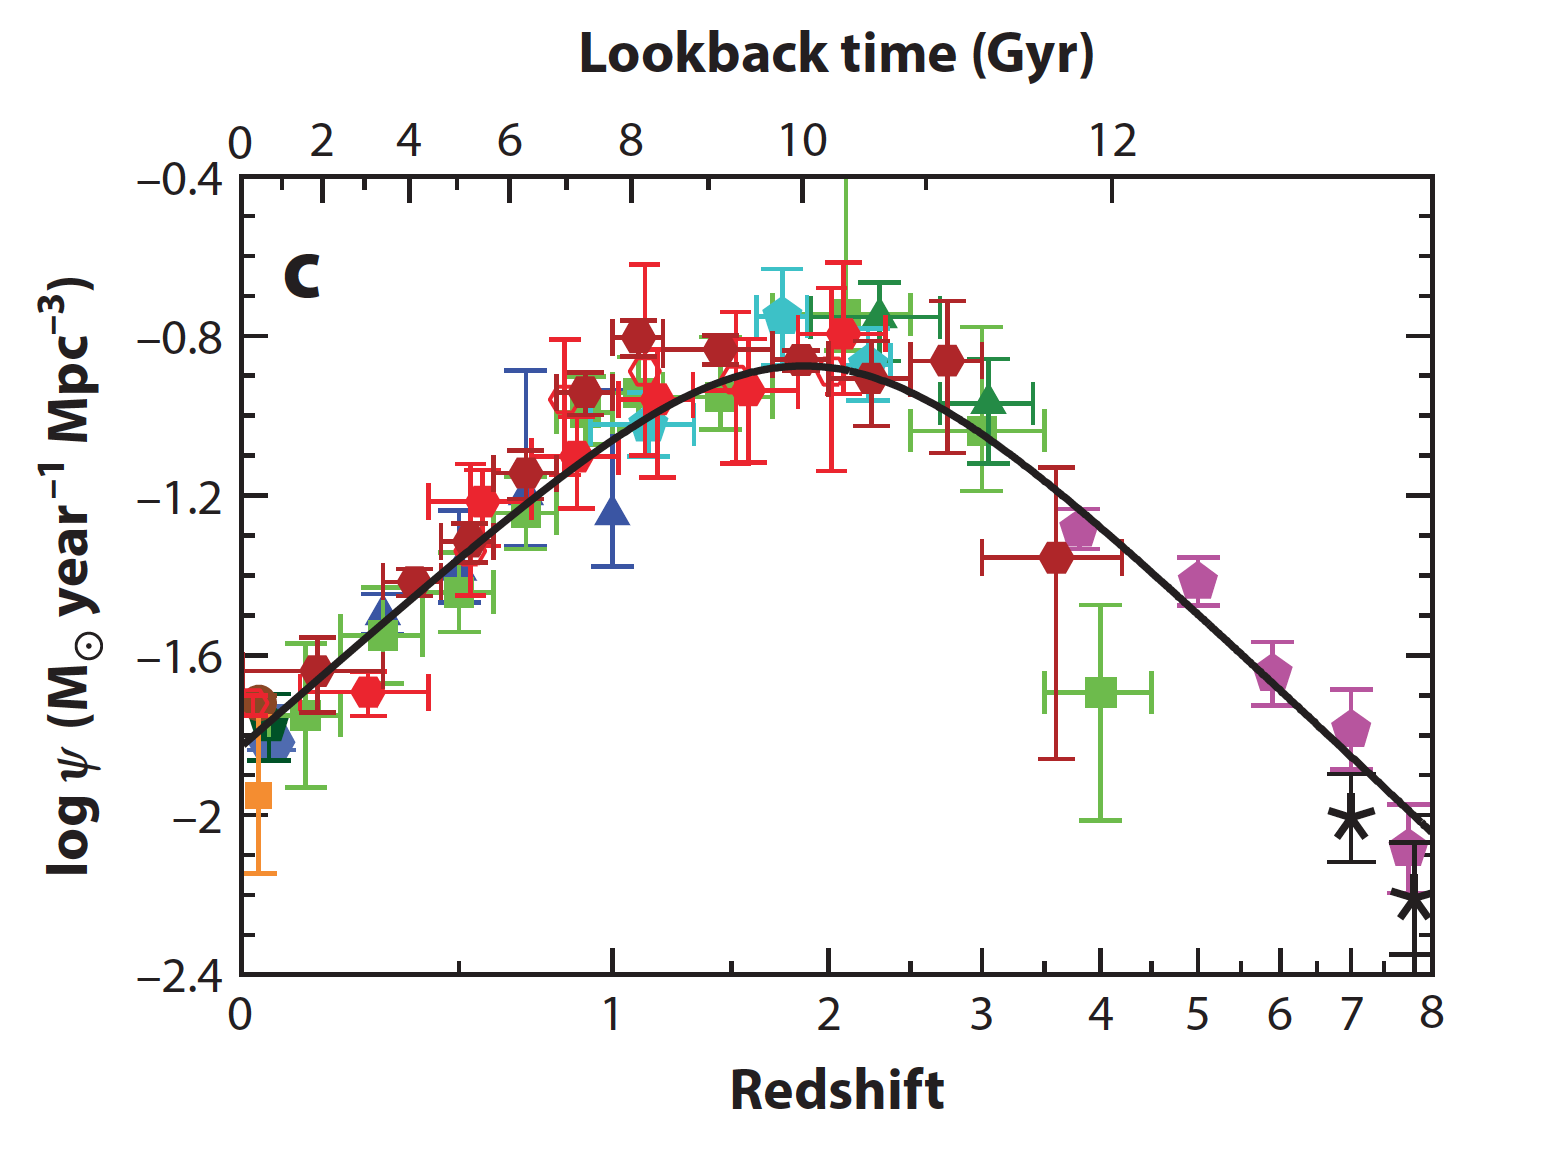 Lookback time (Gyr)
0 2 4 6 8 10 12
–0.4
c
–0.8
–1.2
–1.6
–2
–2.4
log ψ (M⊙ year⁻¹ Mpc⁻³)
0 1 2 3 4 5 6 7 8
Redshift